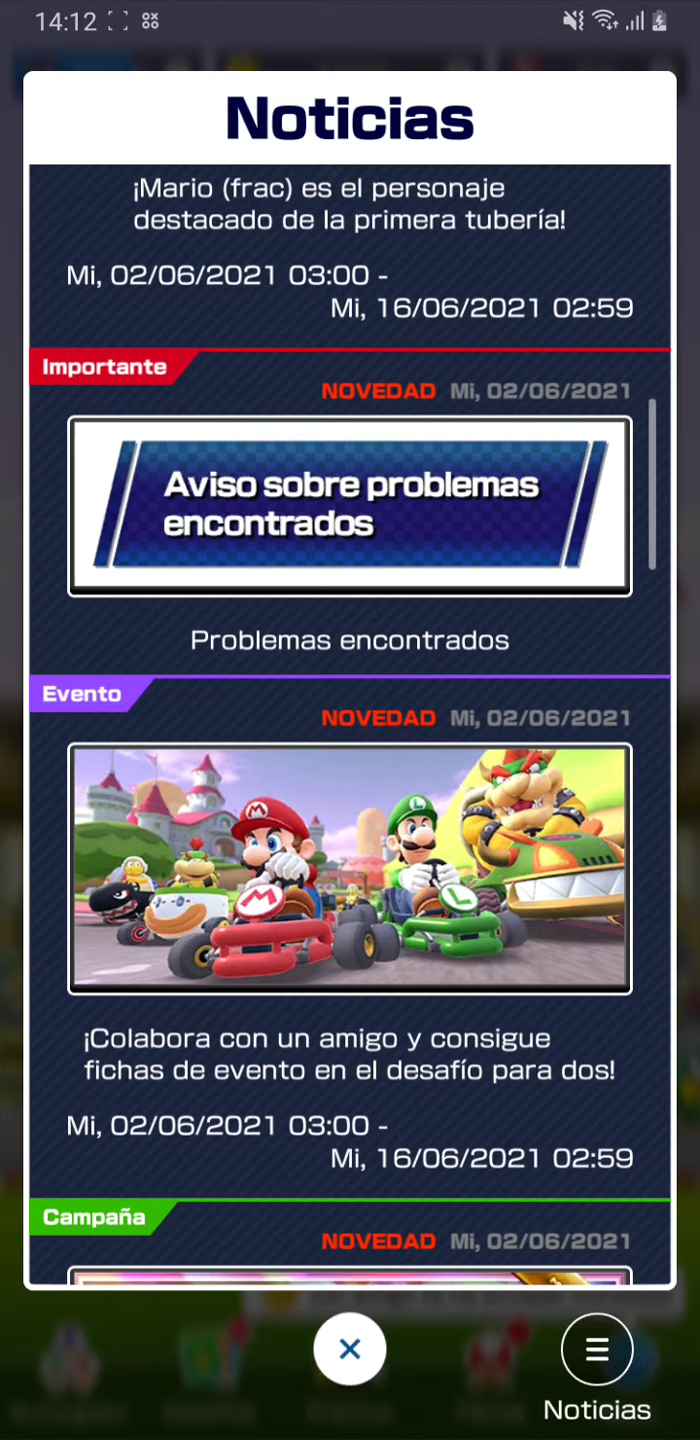 14:12
Noticias
¡Mario (frac) es el personaje
destacado de la primera tubería!
Mi, 02/06/2021 03:00 -
Mi, 16/06/2021 02:59
Importante
NOVEDAD Mi, 02/06/2021
Aviso sobre problemas
encontrados
Problemas encontrados
Evento
NOVEDAD Mi, 02/06/2021
M
L
M
L
¡Colabora con un amigo y consigue
fichas de evento en el desafío para dos!
Mi, 02/06/2021 03:00 -
Mi, 16/06/2021 02:59
Campaña
NOVEDAD Mi, 02/06/2021
Noticias